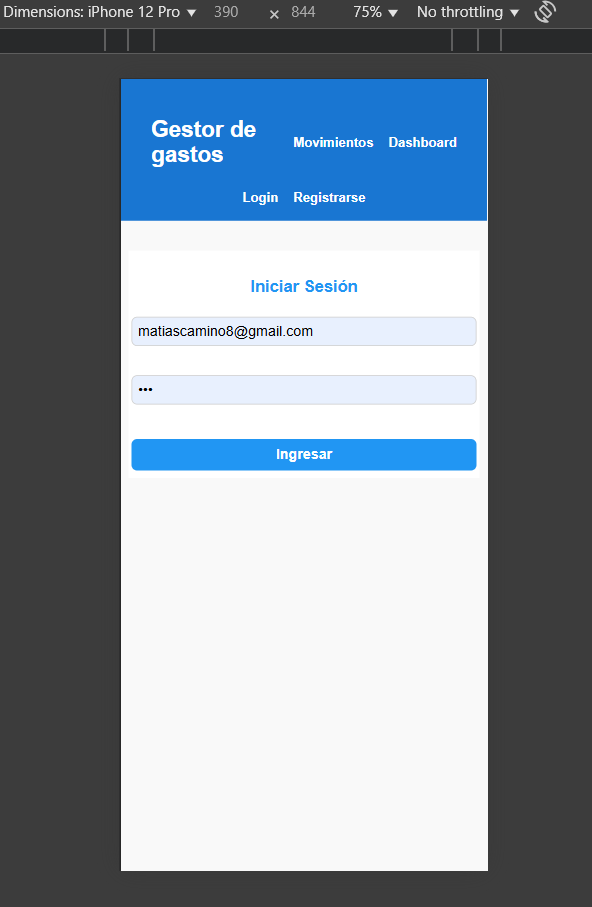 Dimensions: iPhone 12 Pro ▼ 390 × 844 75% ▼ No throttling ▼
Gestor de
gastos
Movimientos Dashboard
Login Registrarse
Iniciar Sesión
matiascamino8@gmail.com
•••
Ingresar